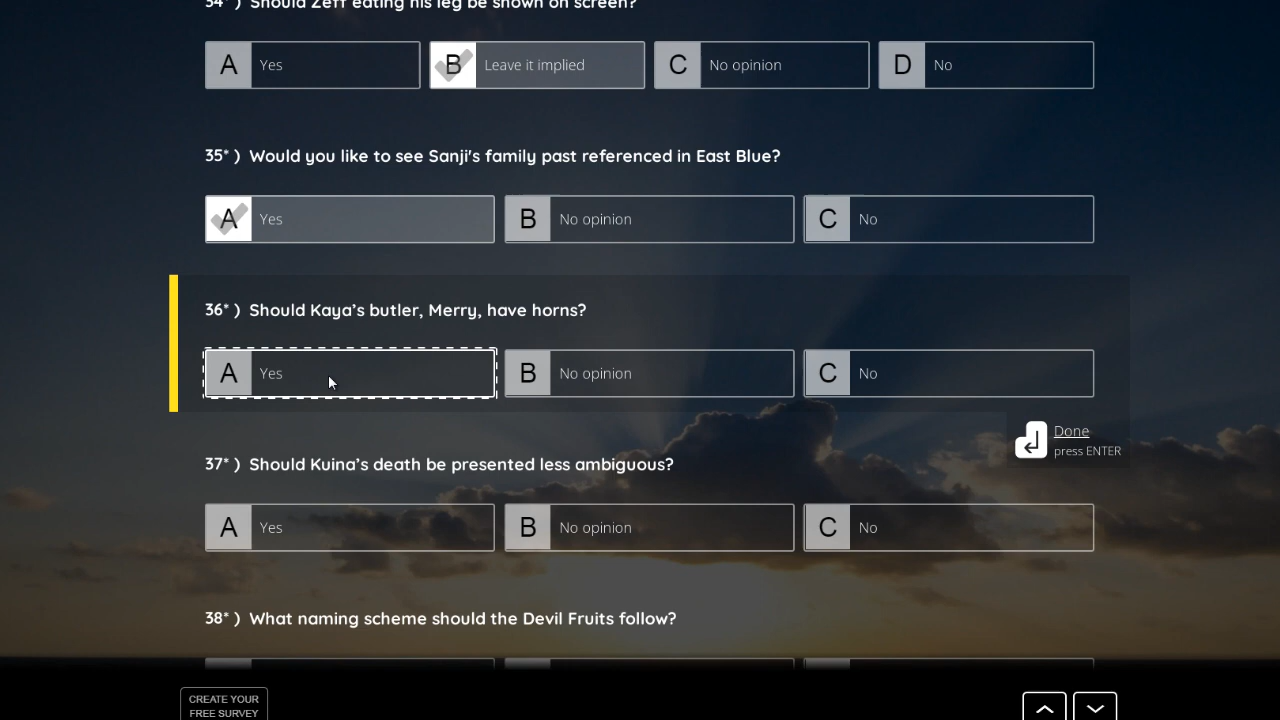 34* ) Should Zeff eating his leg be shown on screen?
A Yes B Leave it implied C No opinion D No
35* ) Would you like to see Sanji's family past referenced in East Blue?
A Yes B No opinion C No
36* ) Should Kaya’s butler, Merry, have horns?
A Yes B No opinion C No
Done
press ENTER
37* ) Should Kuina’s death be presented less ambiguous?
A Yes B No opinion C No
38* ) What naming scheme should the Devil Fruits follow?
CREATE YOUR
FREE SURVEY